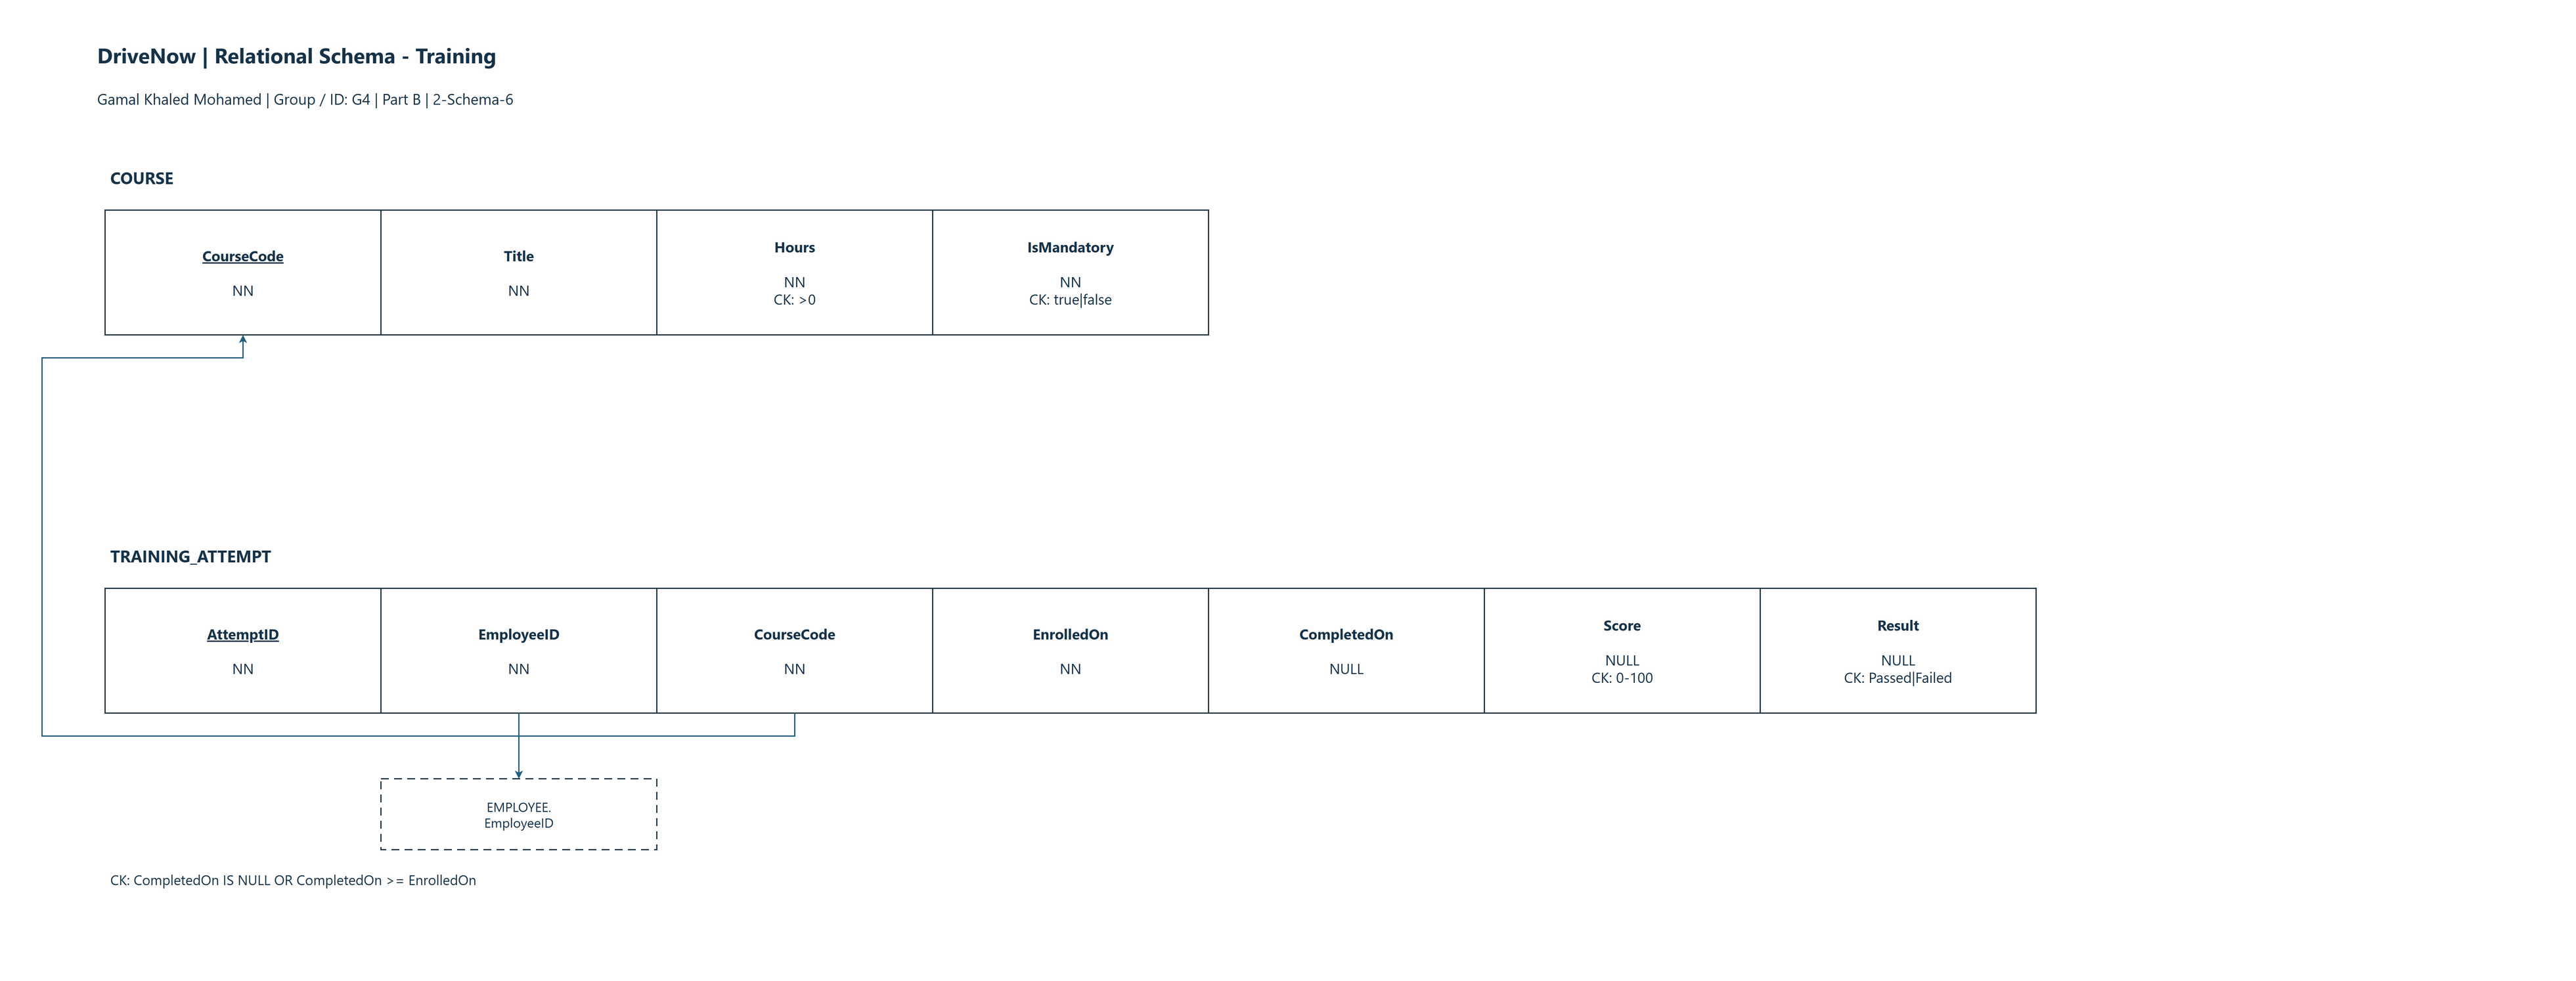 DriveNow | Relational Schema - Training
Gamal Khaled Mohamed | Group / ID: G4 | Part B | 2-Schema-6
COURSE
CourseCode
NN
Title
NN
Hours
NN
CK: >0
IsMandatory
NN
CK: true|false
TRAINING_ATTEMPT
AttemptID
NN
EmployeeID
NN
CourseCode
NN
EnrolledOn
NN
CompletedOn
NULL
Score
NULL
CK: 0-100
Result
NULL
CK: Passed|Failed
EMPLOYEE.
EmployeeID
CK: CompletedOn IS NULL OR CompletedOn >= EnrolledOn